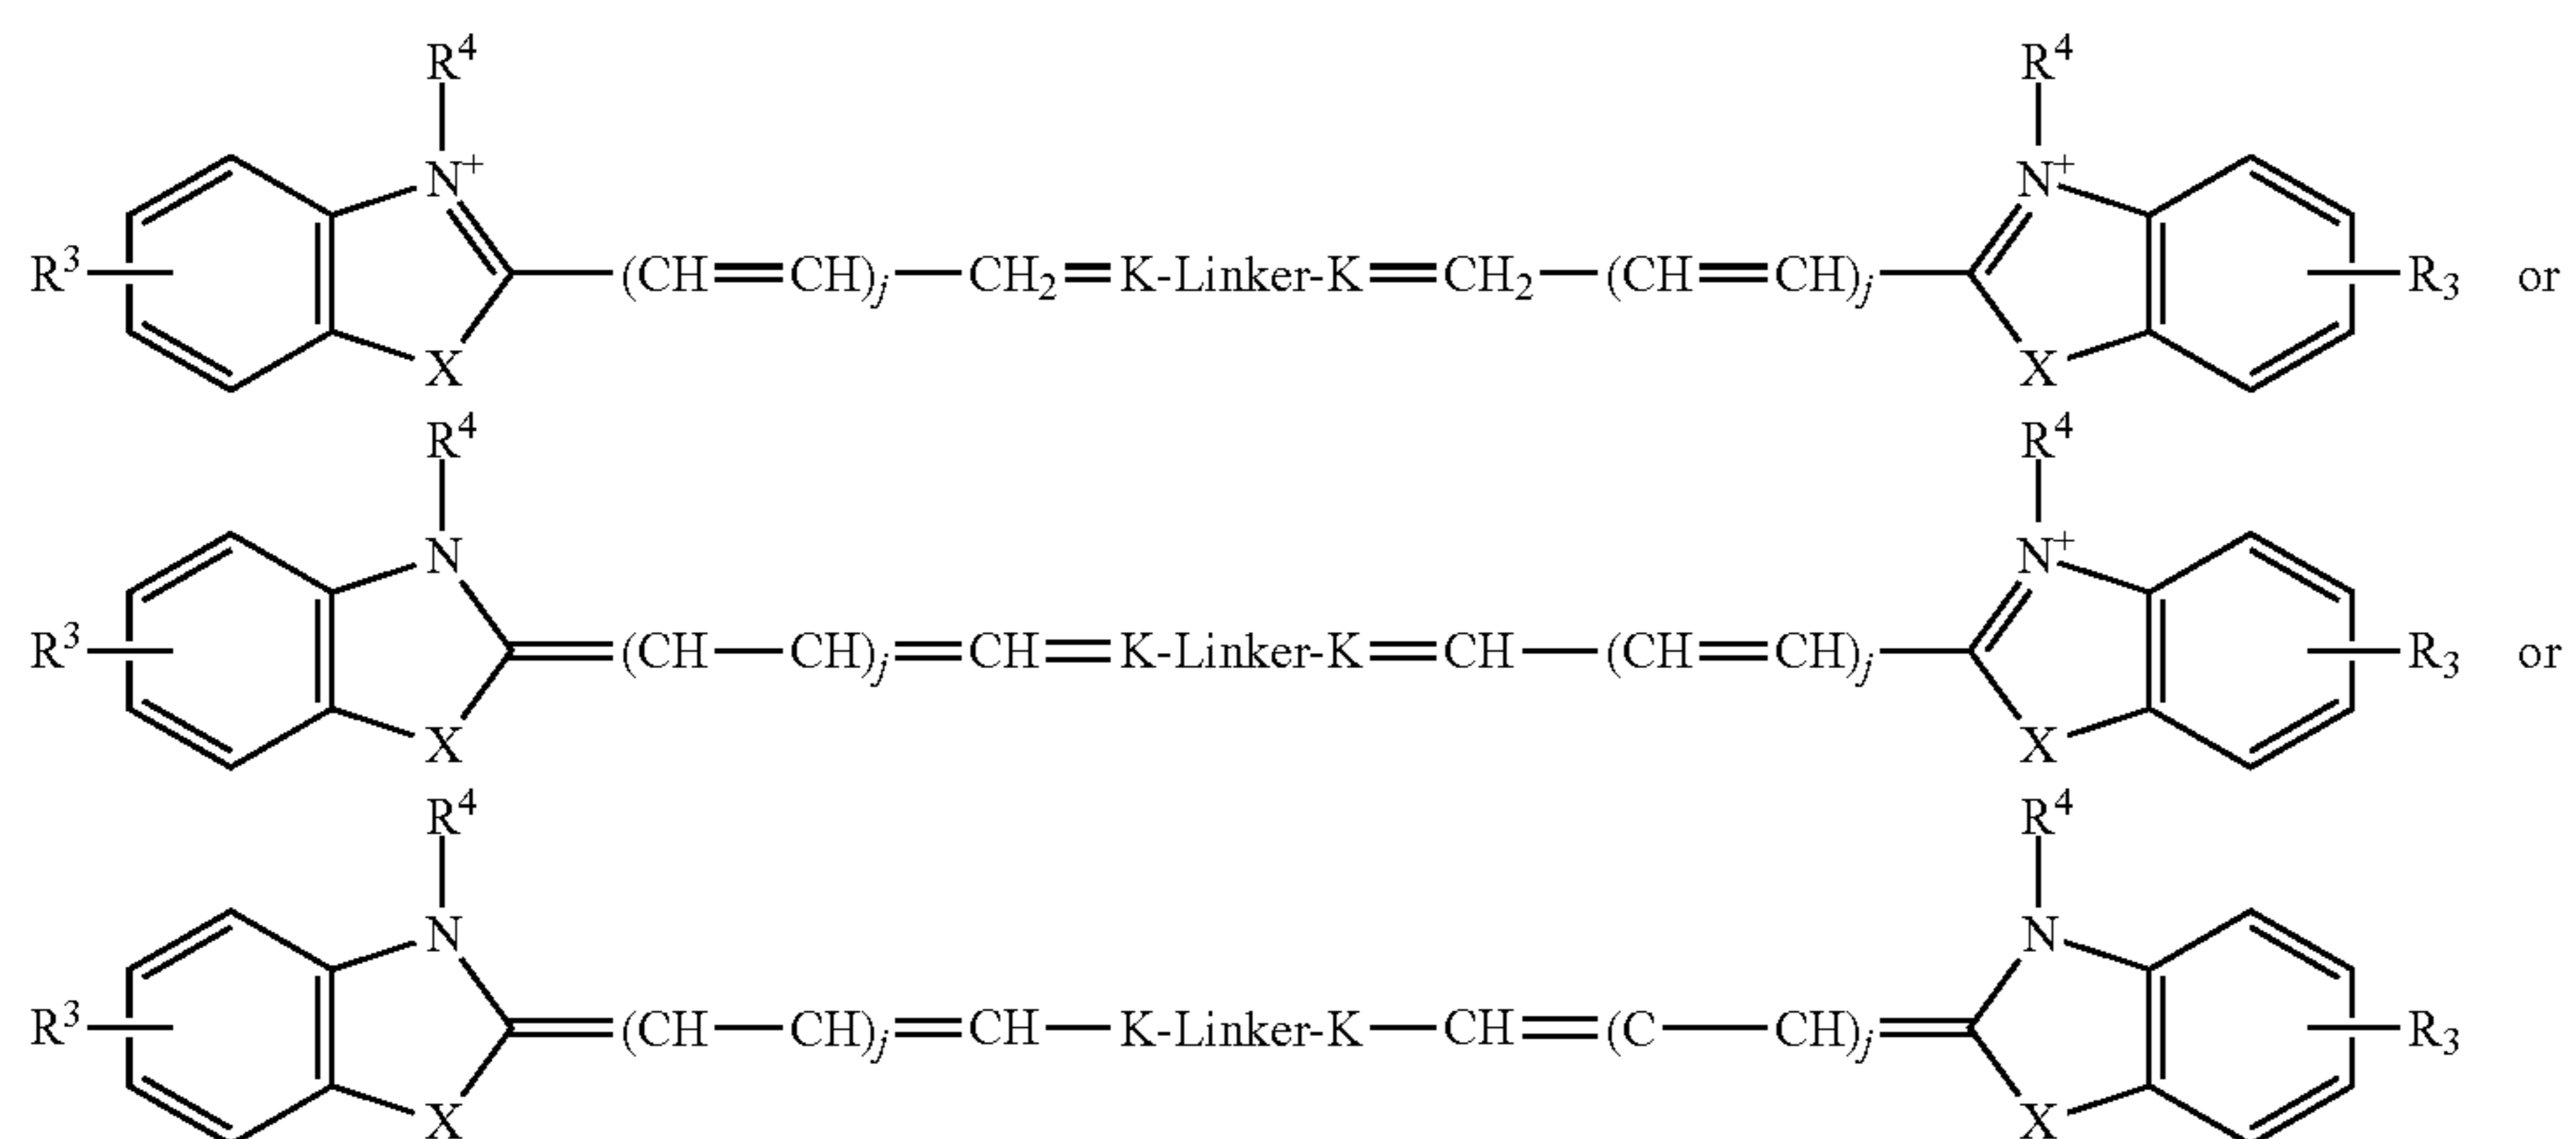 R⁴ R⁴
N⁺ N⁺
R³ (CH=CH)ⱼ—CH₂=K-Linker-K=CH₂—(CH=CH)ⱼ R₃ or
X X
R⁴ R⁴
N N⁺
R³ =(CH—CH)ⱼ=CH=K-Linker-K=CH—(CH=CH)ⱼ R₃ or
X X
R⁴ R⁴
N N
R³ =(CH—CH)ⱼ=CH—K-Linker-K—CH=(C—CH)ⱼ= R₃
X X